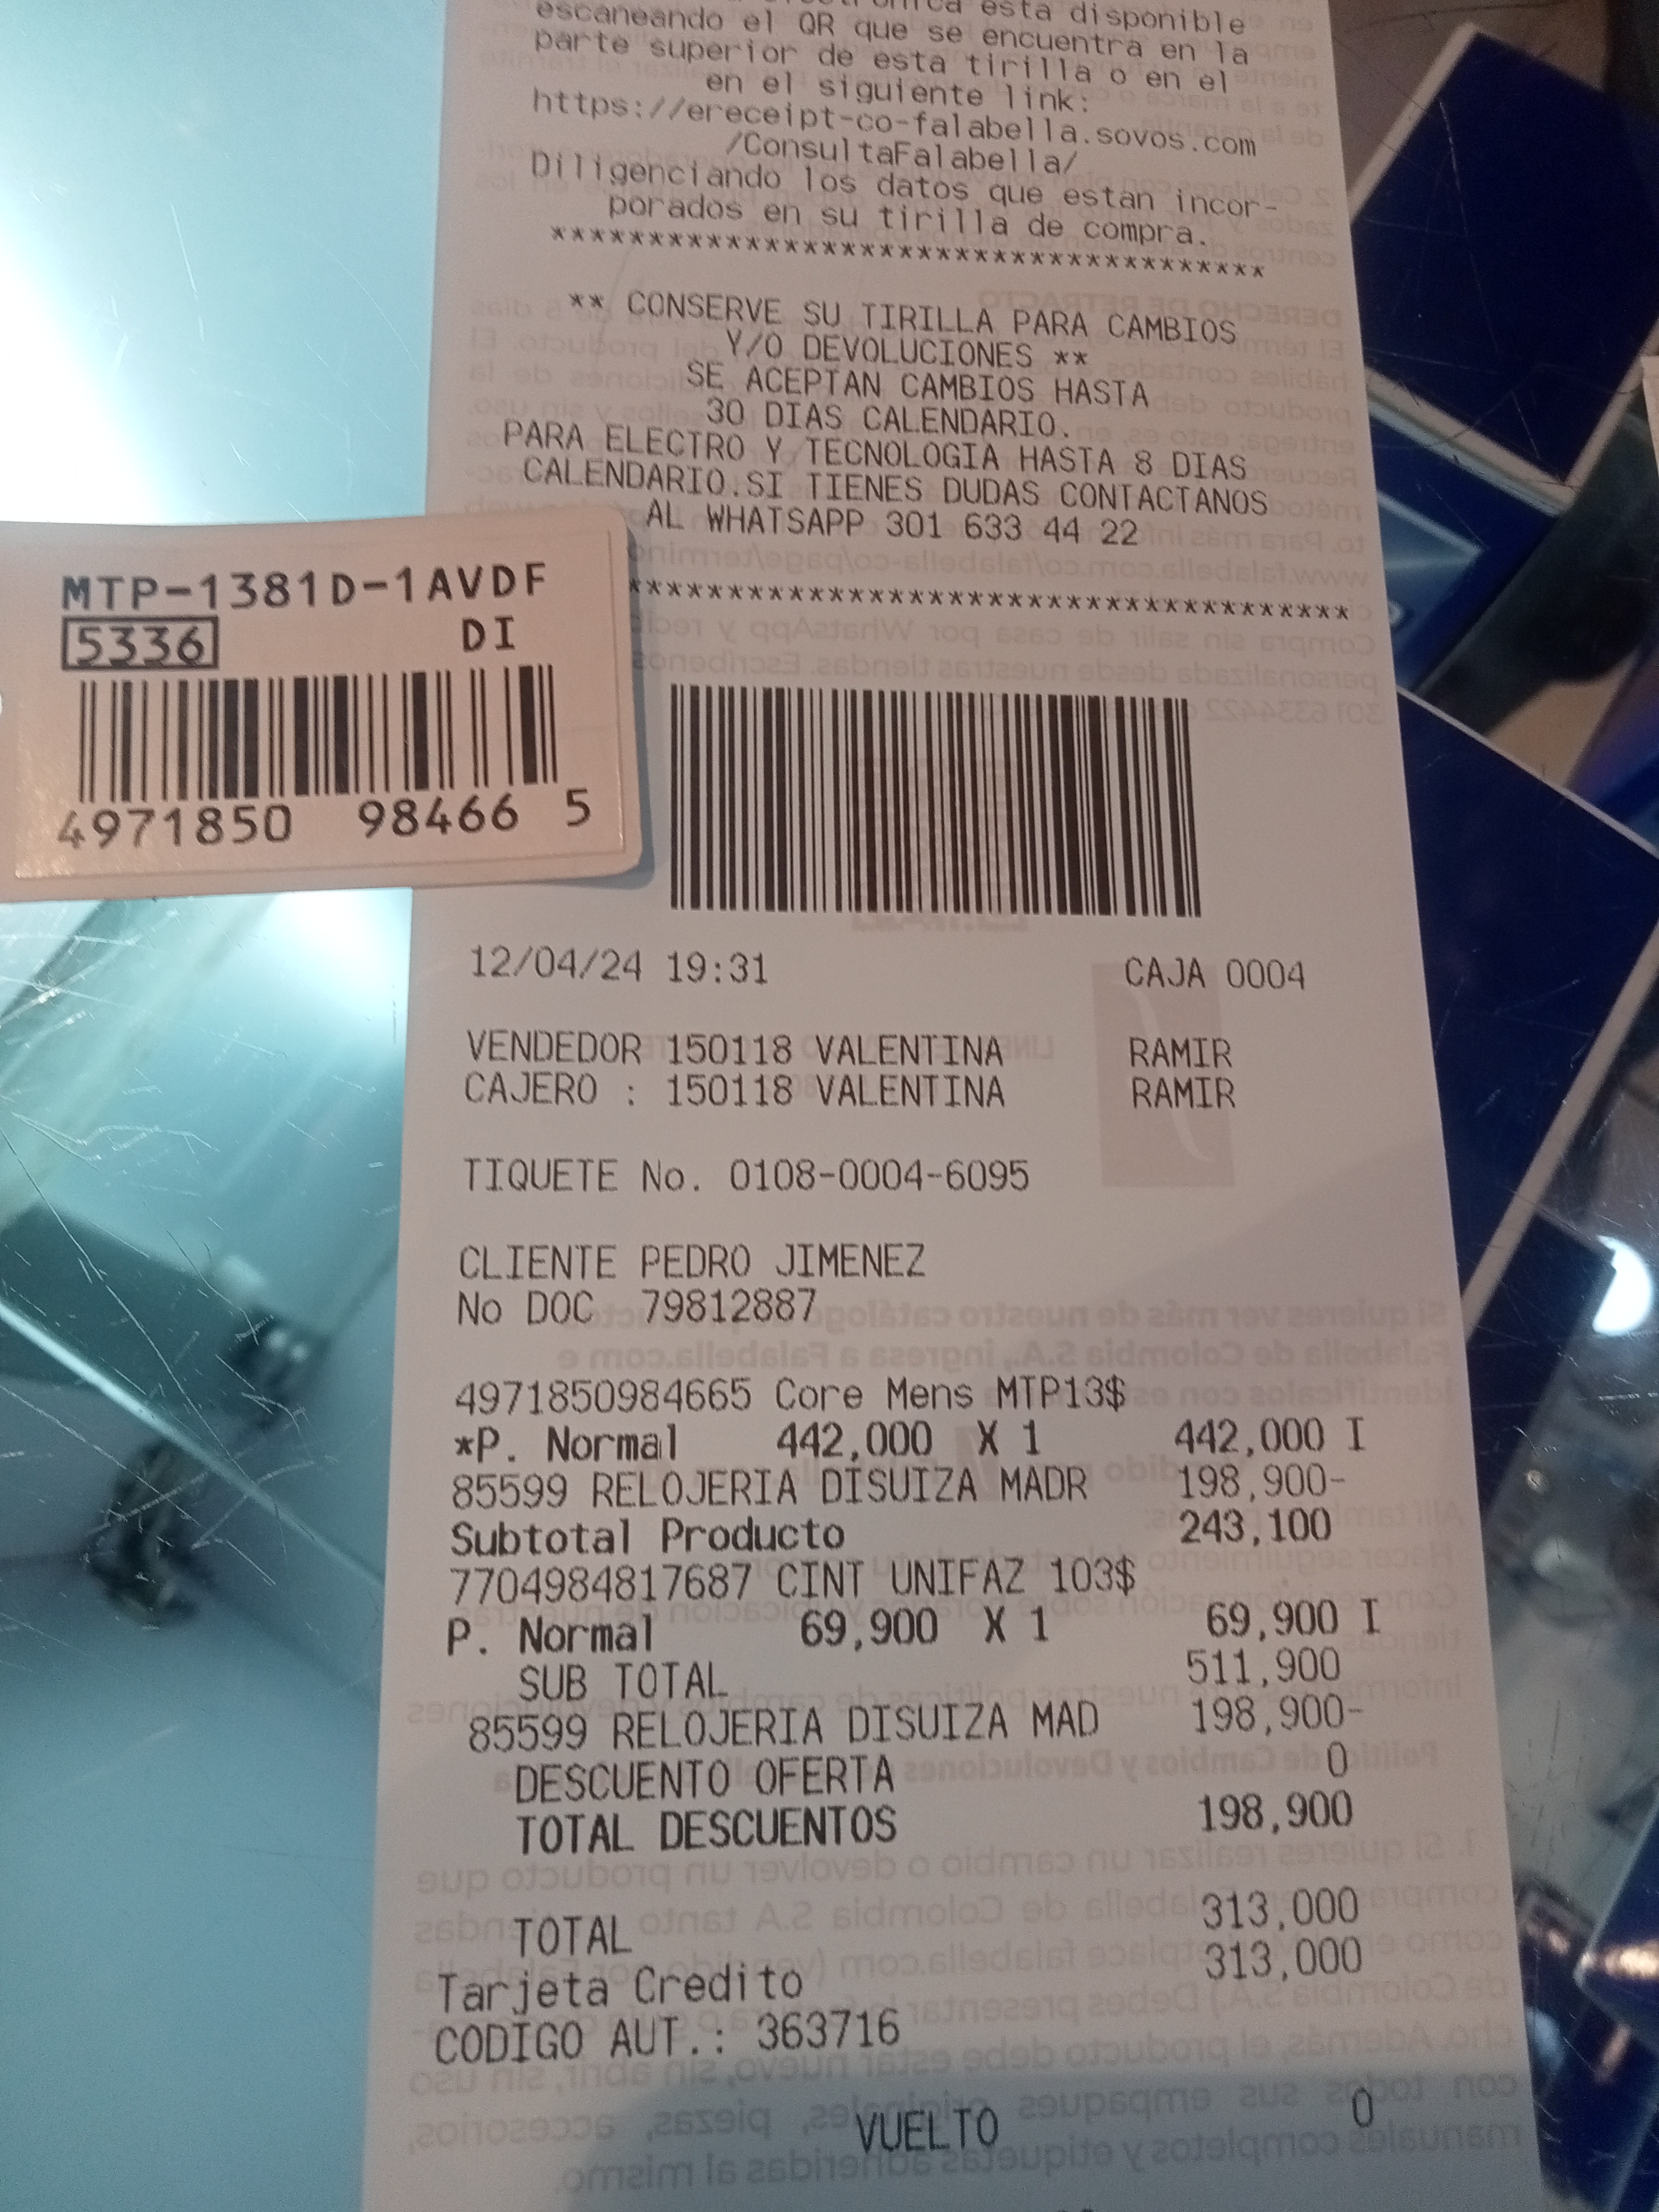 esta disponible
escaneando el QR que se encuentra en la
parte superior de esta tirilla o en el
en el siguiente link:
https://ereceipt-co-falabella.sovos.com
/ConsultaFalabella/
Diligenciando los datos que estan incor-
porados en su tirilla de compra.
*************************************
** CONSERVE SU TIRILLA PARA CAMBIOS
Y/O DEVOLUCIONES **
SE ACEPTAN CAMBIOS HASTA
30 DIAS CALENDARIO.
PARA ELECTRO Y TECNOLOGIA HASTA 8 DIAS
CALENDARIO.SI TIENES DUDAS CONTACTANOS
AL WHATSAPP 301 633 44 22
*************************************
MTP-1381D-1AVDF
5336 DI
4971850 98466 5
12/04/24 19:31 CAJA 0004
VENDEDOR 150118 VALENTINA RAMIR
CAJERO : 150118 VALENTINA RAMIR
TIQUETE No. 0108-0004-6095
CLIENTE PEDRO JIMENEZ
No DOC 79812887
4971850984665 Core Mens MTP13$
*P. Normal 442,000 X 1 442,000 I
85599 RELOJERIA DISUIZA MADR 198,900-
Subtotal Producto 243,100
7704984817687 CINT UNIFAZ 103$
P. Normal 69,900 X 1 69,900 I
SUB TOTAL 511,900
85599 RELOJERIA DISUIZA MAD 198,900-
DESCUENTO OFERTA 0
TOTAL DESCUENTOS 198,900
TOTAL 313,000
Tarjeta Credito 313,000
CODIGO AUT.: 363716
VUELTO 0